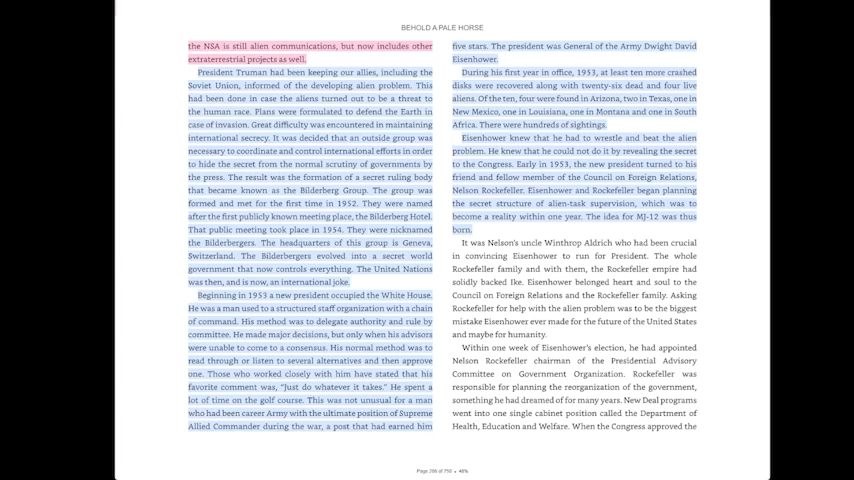 BEHOLD A PALE HORSE
the NSA is still alien communications, but now includes other
extraterrestrial projects as well.
President Truman had been keeping our allies, including the
Soviet Union, informed of the developing alien problem. This
had been done in case the aliens turned out to be a threat to
the human race. Plans were formulated to defend the Earth in
case of invasion. Great difficulty was encountered in maintaining
international secrecy. It was decided that an outside group was
necessary to coordinate and control international efforts in order
to hide the secret from the normal scrutiny of governments by
the press. The result was the formation of a secret ruling body
that became known as the Bilderberg Group. The group was
formed and met for the first time in 1952. They were named
after the first publicly known meeting place, the Bilderberg Hotel.
That public meeting took place in 1954. They were nicknamed
the Bilderbergers. The headquarters of this group is Geneva,
Switzerland. The Bilderbergers evolved into a secret world
government that now controls everything. The United Nations
was then, and is now, an international joke.
Beginning in 1953 a new president occupied the White House.
He was a man used to a structured staff organization with a chain
of command. His method was to delegate authority and rule by
committee. He made major decisions, but only when his advisors
were unable to come to a consensus. His normal method was to
read through or listen to several alternatives and then approve
one. Those who worked closely with him have stated that his
favorite comment was, “Just do whatever it takes.” He spent a
lot of time on the golf course. This was not unusual for a man
who had been career Army with the ultimate position of Supreme
Allied Commander during the war, a post that had earned him
five stars. The president was General of the Army Dwight David
Eisenhower.
During his first year in office, 1953, at least ten more crashed
disks were recovered along with twenty-six dead and four live
aliens. Of the ten, four were found in Arizona, two in Texas, one in
New Mexico, one in Louisiana, one in Montana and one in South
Africa. There were hundreds of sightings.
Eisenhower knew that he had to wrestle and beat the alien
problem. He knew that he could not do it by revealing the secret
to the Congress. Early in 1953, the new president turned to his
friend and fellow member of the Council on Foreign Relations,
Nelson Rockefeller. Eisenhower and Rockefeller began planning
the secret structure of alien-task supervision, which was to
become a reality within one year. The idea for MJ-12 was thus
born.
It was Nelson’s uncle Winthrop Aldrich who had been crucial
in convincing Eisenhower to run for President. The whole
Rockefeller family and with them, the Rockefeller empire had
solidly backed Ike. Eisenhower belonged heart and soul to the
Council on Foreign Relations and the Rockefeller family. Asking
Rockefeller for help with the alien problem was to be the biggest
mistake Eisenhower ever made for the future of the United States
and maybe for humanity.
Within one week of Eisenhower’s election, he had appointed
Nelson Rockefeller chairman of the Presidential Advisory
Committee on Government Organization. Rockefeller was
responsible for planning the reorganization of the government,
something he had dreamed of for many years. New Deal programs
went into one single cabinet position called the Department of
Health, Education and Welfare. When the Congress approved the